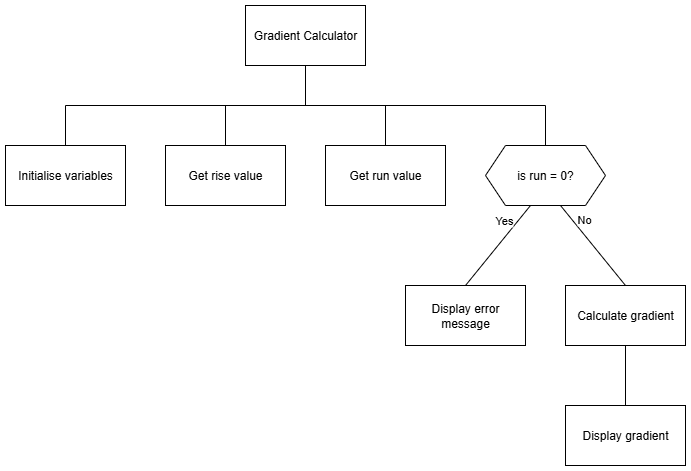 Gradient Calculator
Initialise variables
Get rise value
Get run value
is run = 0?
Yes
No
Display error
message
Calculate gradient
Display gradient